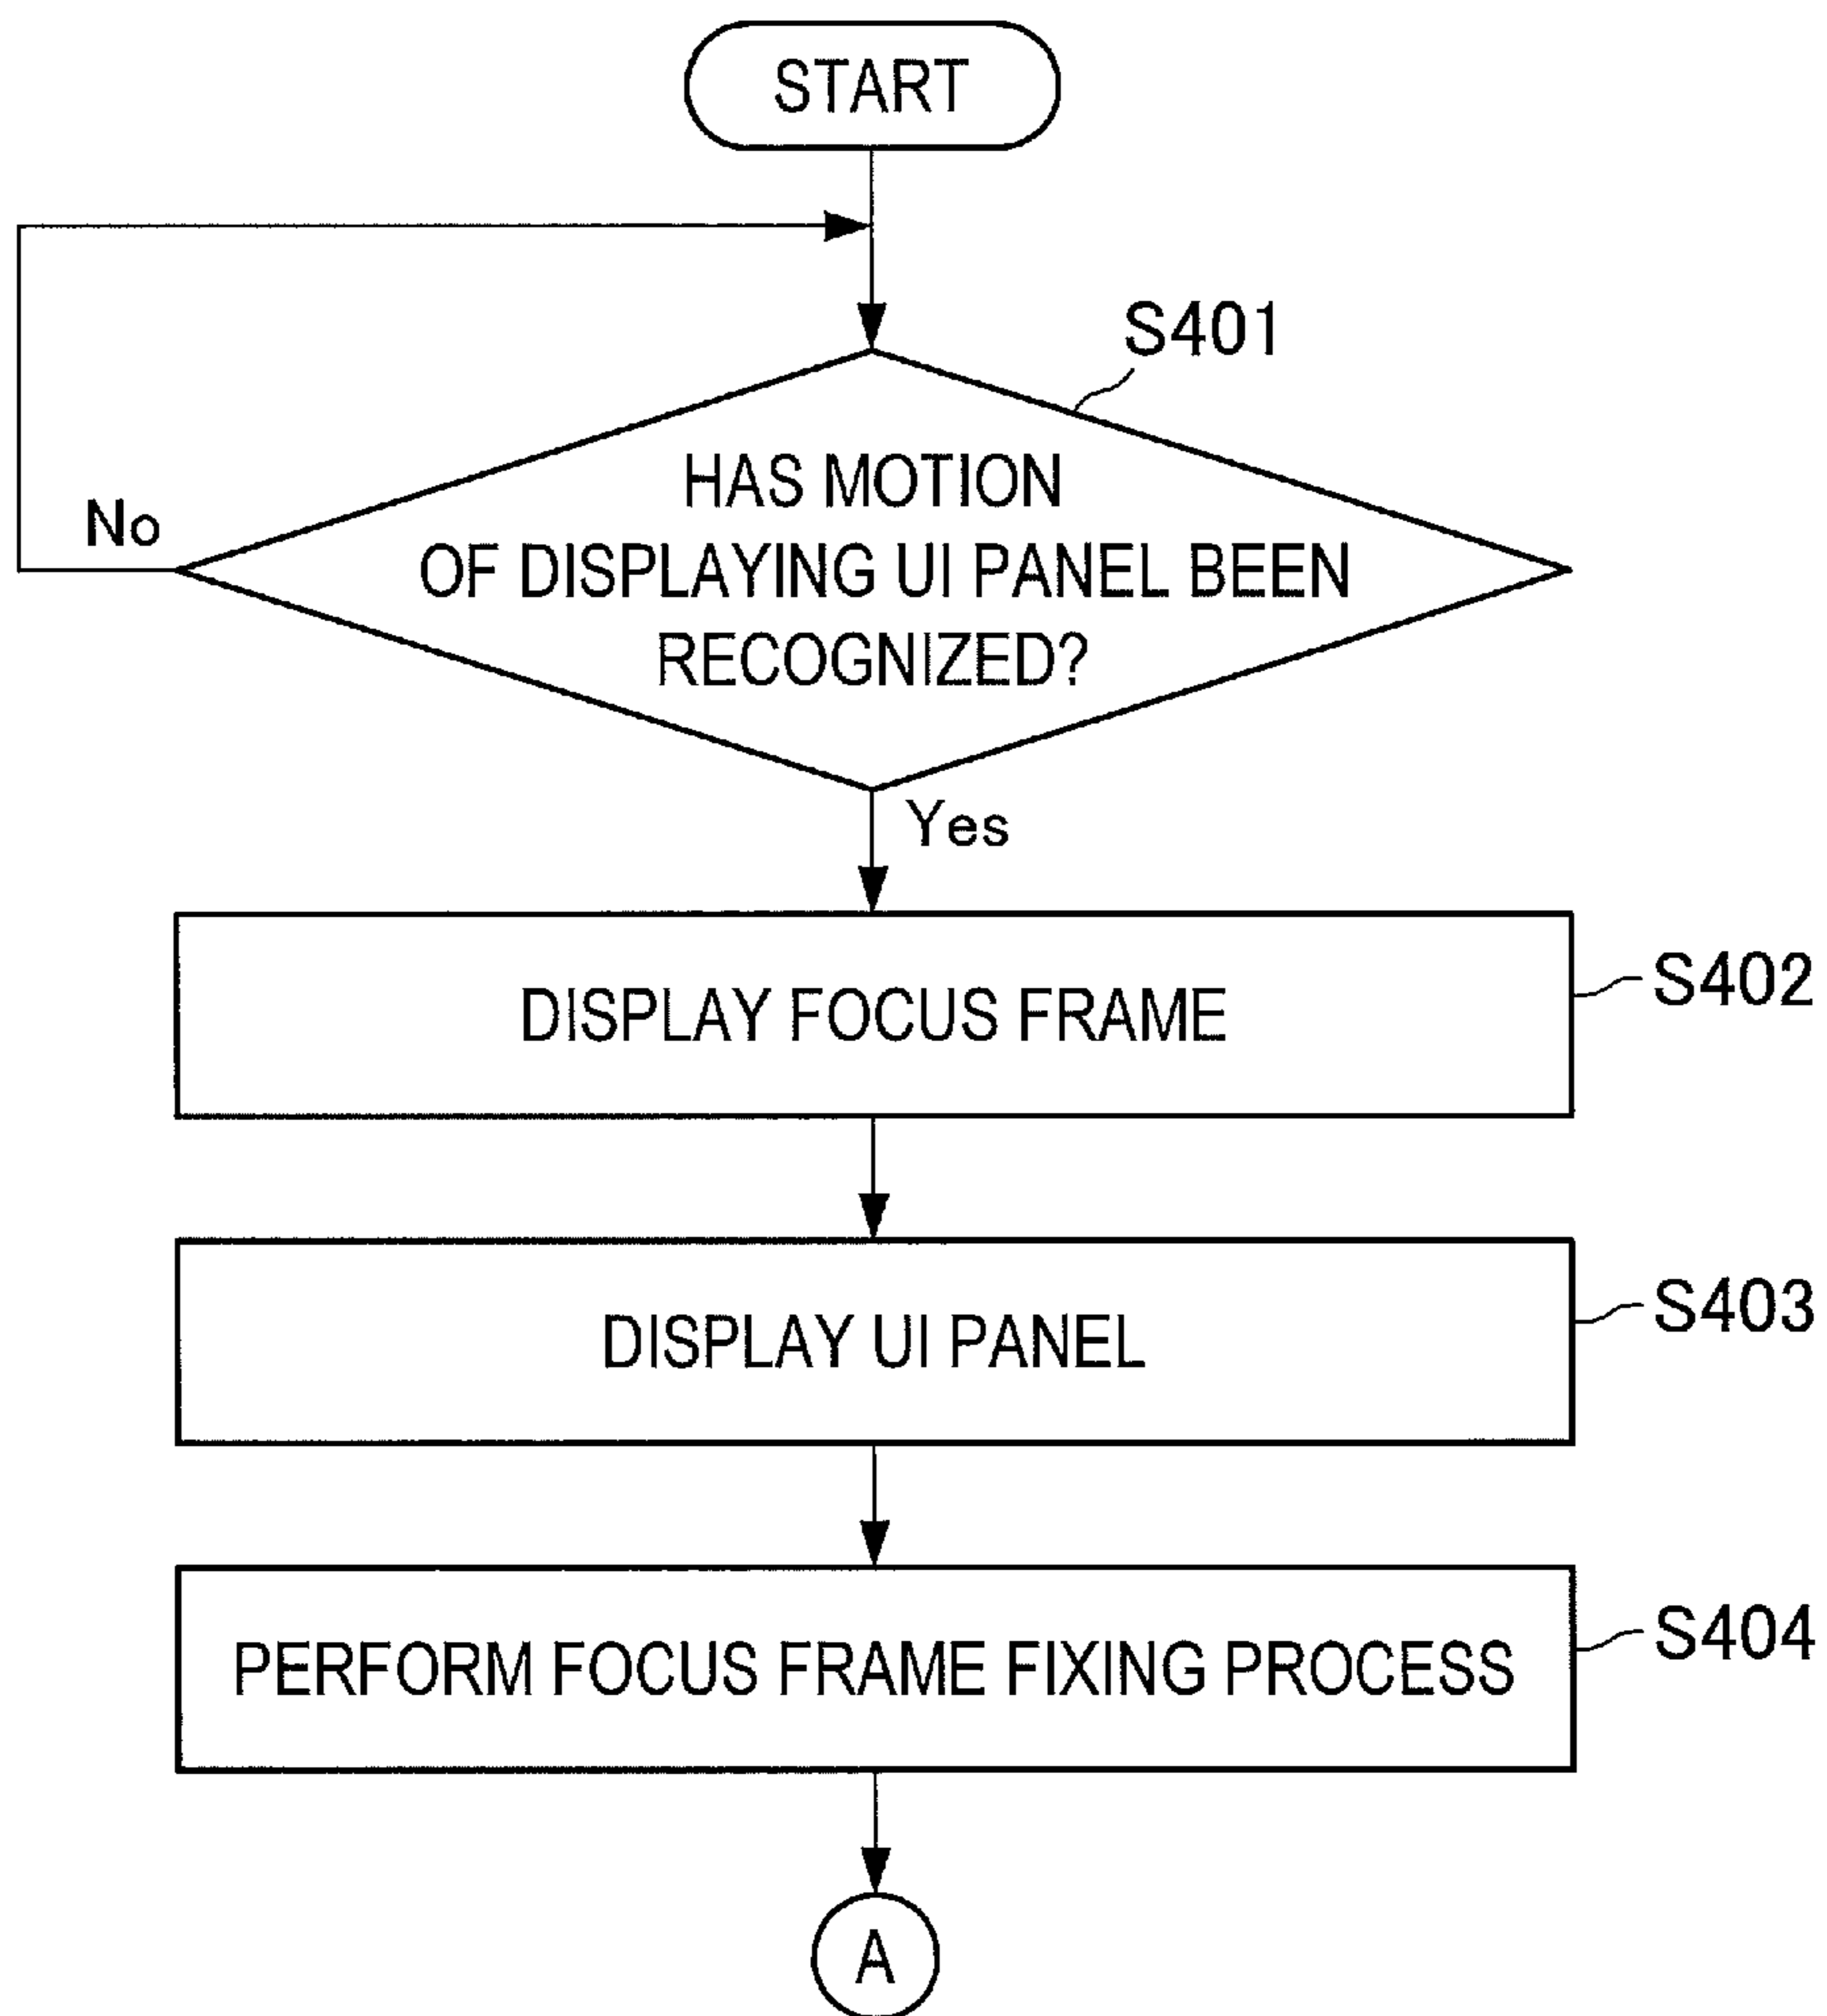 START
S401
HAS MOTION
OF DISPLAYING UI PANEL BEEN
RECOGNIZED?
No
Yes
DISPLAY FOCUS FRAME
S402
DISPLAY UI PANEL
S403
PERFORM FOCUS FRAME FIXING PROCESS
S404
A